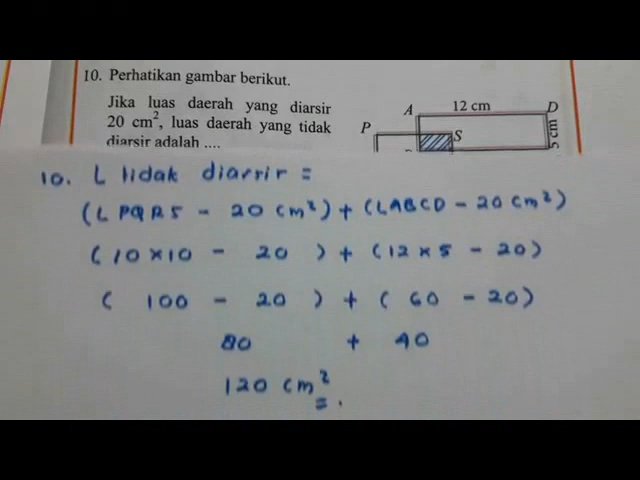 10. Perhatikan gambar berikut.
Jika luas daerah yang diarsir
20 cm², luas daerah yang tidak
diarsir adalah ....
A 12 cm D
P S 5 cm
10. L tidak diarsir =
(L PQRS - 20 cm²) + (LABCD - 20 cm²)
(10 x 10 - 20) + (12 x 5 - 20)
(100 - 20) + (60 - 20)
80 + 40
120 cm²
=.